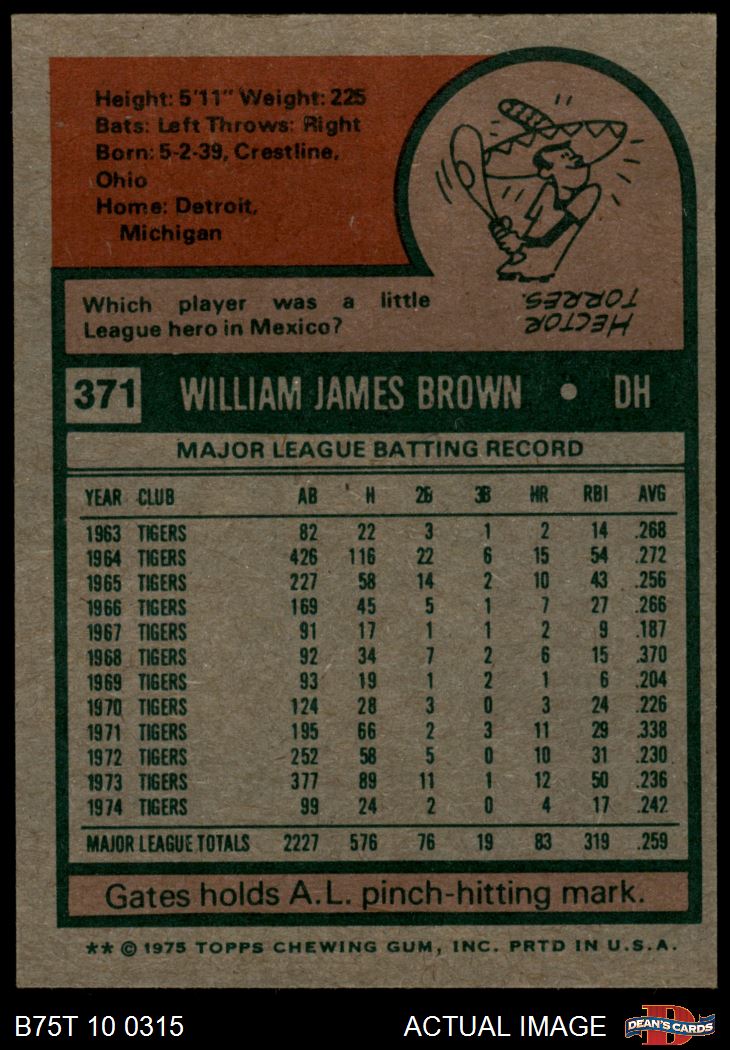 Height: 5'11" Weight: 225
Bats: Left Throws: Right
Born: 5-2-39, Crestline,
Ohio
Home: Detroit,
Michigan
Which player was a little
League hero in Mexico?
HECTOR
TORRES.
371 WILLIAM JAMES BROWN • DH
MAJOR LEAGUE BATTING RECORD
YEAR CLUB AB H 2B 3B HR RBI AVG
1963 TIGERS 82 22 3 1 2 14 .268
1964 TIGERS 426 116 22 6 15 54 .272
1965 TIGERS 227 58 14 2 10 43 .256
1966 TIGERS 169 45 5 1 7 27 .266
1967 TIGERS 91 17 1 1 2 9 .187
1968 TIGERS 92 34 7 2 6 15 .370
1969 TIGERS 93 19 1 2 1 6 .204
1970 TIGERS 124 28 3 0 3 24 .226
1971 TIGERS 195 66 2 3 11 29 .338
1972 TIGERS 252 58 5 0 10 31 .230
1973 TIGERS 377 89 11 1 12 50 .236
1974 TIGERS 99 24 2 0 4 17 .242
MAJOR LEAGUE TOTALS 2227 576 76 19 83 319 .259
Gates holds A.L. pinch-hitting mark.
** © 1975 TOPPS CHEWING GUM, INC. PRTD IN U.S.A.
B75T 10 0315 ACTUAL IMAGE D DEAN'S CARDS